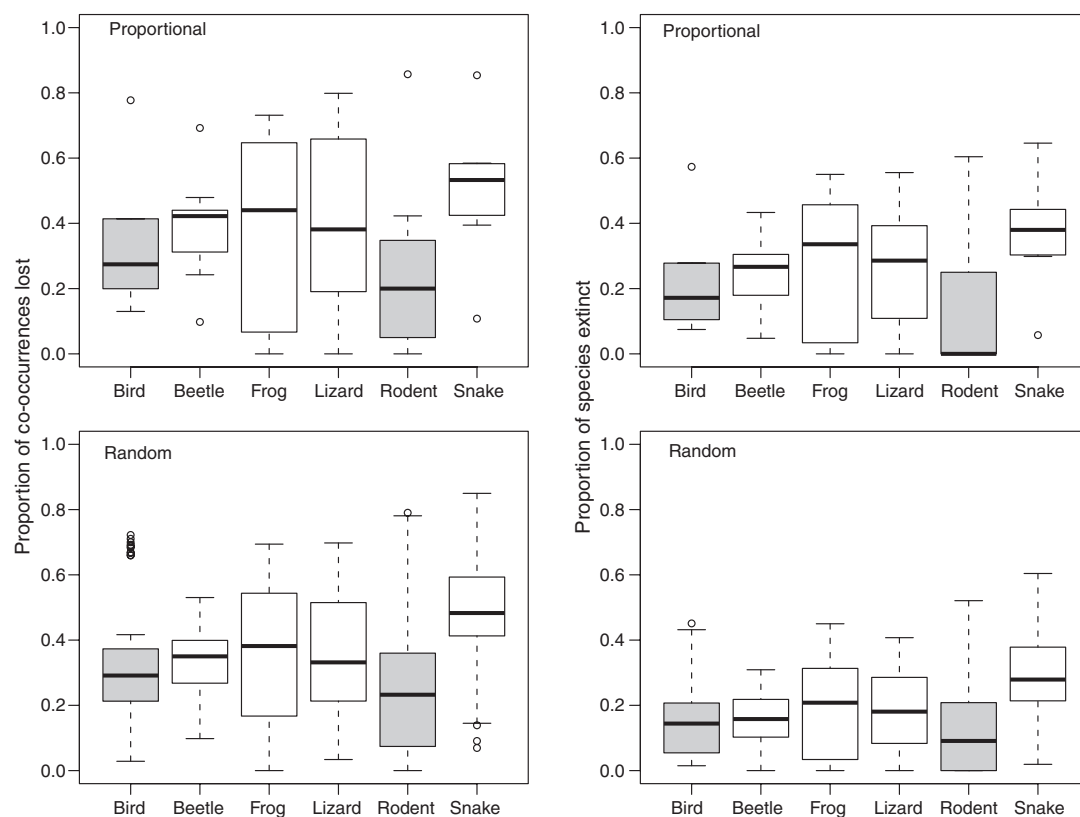 Proportion of co-occurrences lost
Proportional
1.0
0.8
0.6
0.4
0.2
0.0
Bird Beetle Frog Lizard Rodent Snake
Random
1.0
0.8
0.6
0.4
0.2
0.0
Bird Beetle Frog Lizard Rodent Snake
Proportion of species extinct
Proportional
1.0
0.8
0.6
0.4
0.2
0.0
Bird Beetle Frog Lizard Rodent Snake
Random
1.0
0.8
0.6
0.4
0.2
0.0
Bird Beetle Frog Lizard Rodent Snake